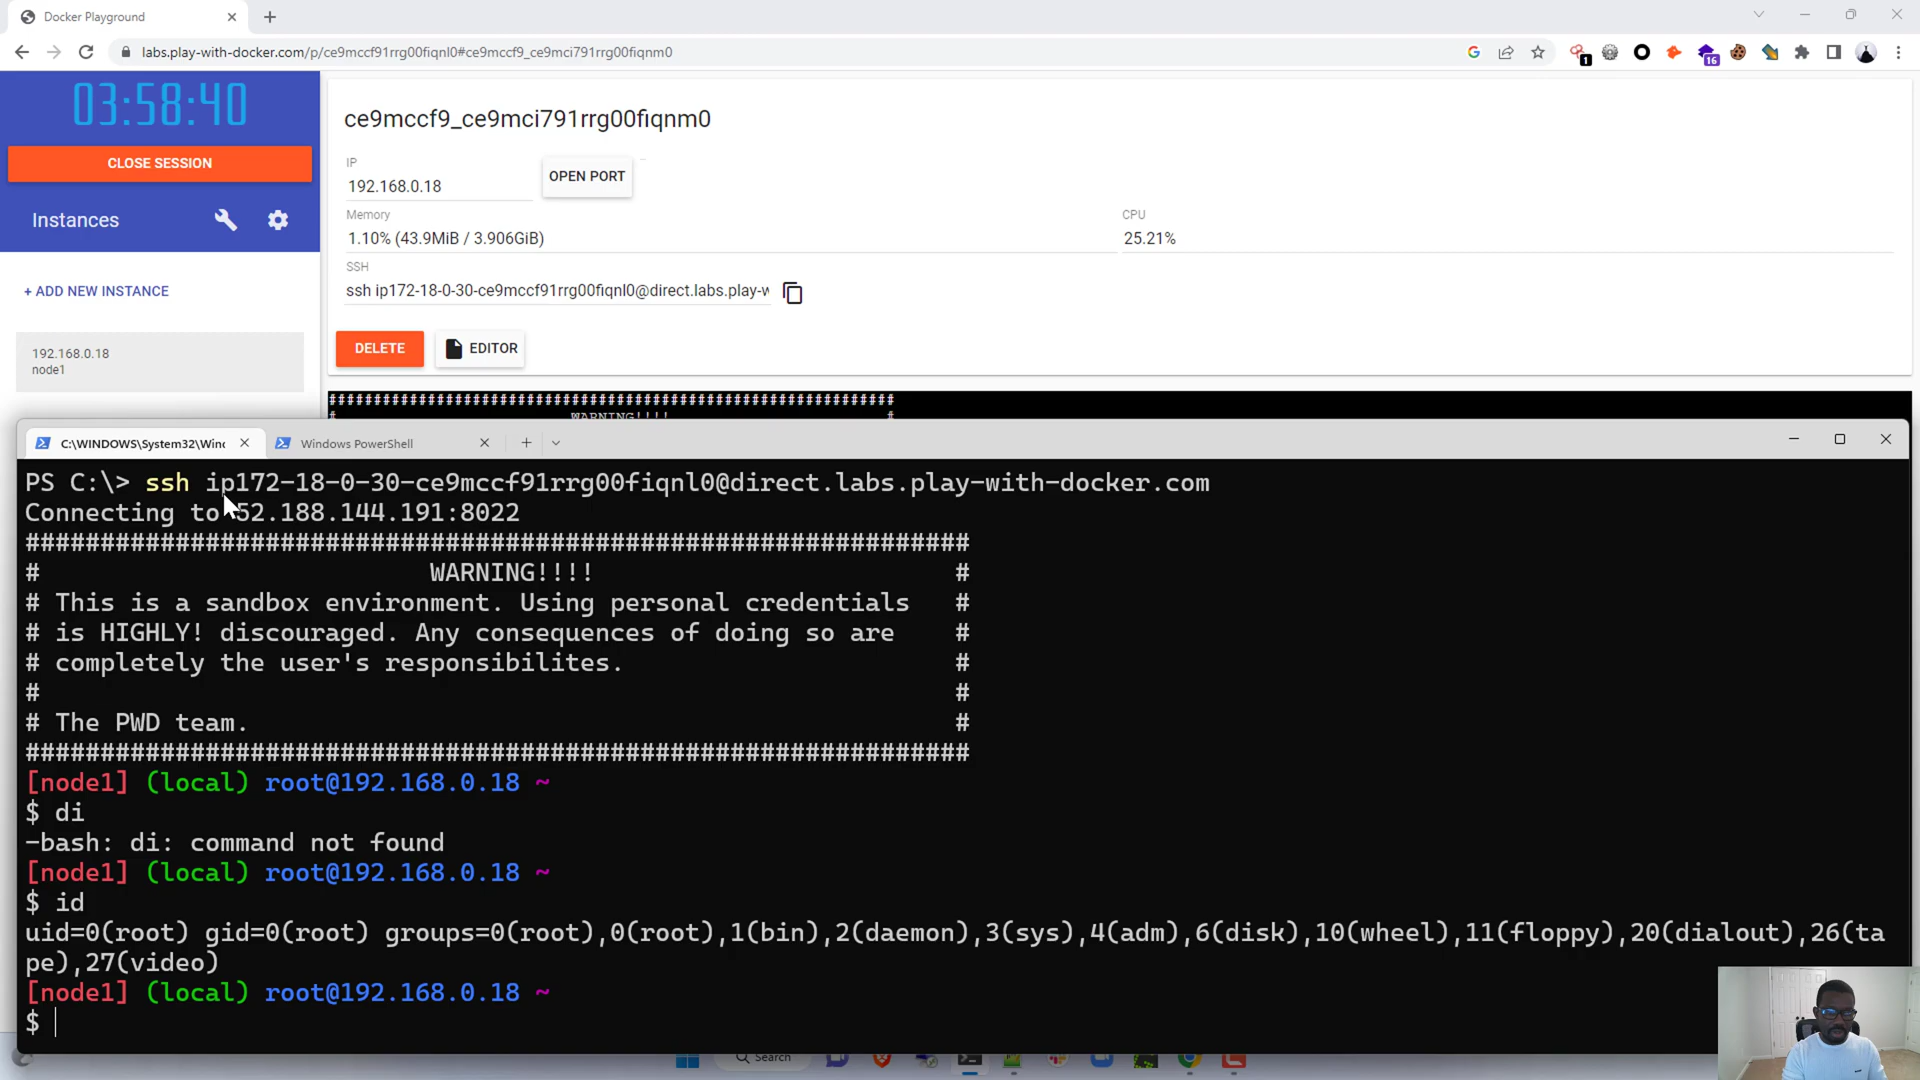 Docker Playground
labs.play-with-docker.com/p/ce9mccf91rrg00fiqnl0#ce9mccf9_ce9mci791rrg00fiqnm0
1
16
03:58:40
CLOSE SESSION
Instances
+ ADD NEW INSTANCE
192.168.0.18
node1
ce9mccf9_ce9mci791rrg00fiqnm0
IP
192.168.0.18
OPEN PORT
Memory
1.10% (43.9MiB / 3.906GiB)
CPU
25.21%
SSH
ssh ip172-18-0-30-ce9mccf91rrg00fiqnl0@direct.labs.play-w
DELETE
EDITOR
###############################################################
# WARNING!!!! #
C:\WINDOWS\System32\Winc
Windows PowerShell
PS C:\> ssh ip172-18-0-30-ce9mccf91rrg00fiqnl0@direct.labs.play-with-docker.com
Connecting to 52.188.144.191:8022
###############################################################
# WARNING!!!! #
# This is a sandbox environment. Using personal credentials #
# is HIGHLY! discouraged. Any consequences of doing so are #
# completely the user's responsibilites. #
# #
# The PWD team. #
###############################################################
[node1] (local) root@192.168.0.18 ~
$ di
-bash: di: command not found
[node1] (local) root@192.168.0.18 ~
$ id
uid=0(root) gid=0(root) groups=0(root),0(root),1(bin),2(daemon),3(sys),4(adm),6(disk),10(wheel),11(floppy),20(dialout),26(ta
pe),27(video)
[node1] (local) root@192.168.0.18 ~
$
Search